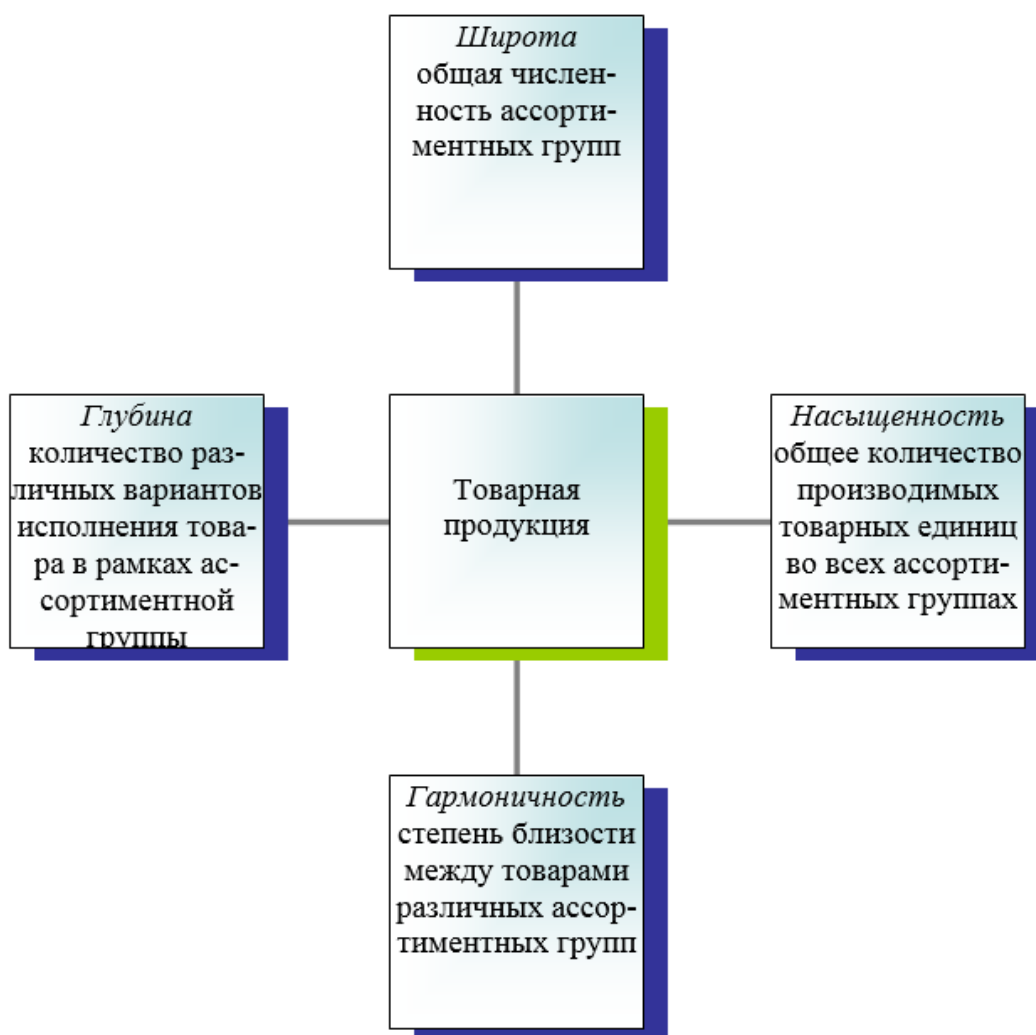 Широта
общая числен-
ность ассорти-
ментных групп
Глубина
количество раз-
личных вариантов
исполнения това-
ра в рамках ас-
сортиментной
группы
Товарная
продукция
Насыщенность
общее количество
производимых
товарных единиц
во всех ассорти-
ментных группах
Гармоничность
степень близости
между товарами
различных ассор-
тиментных групп